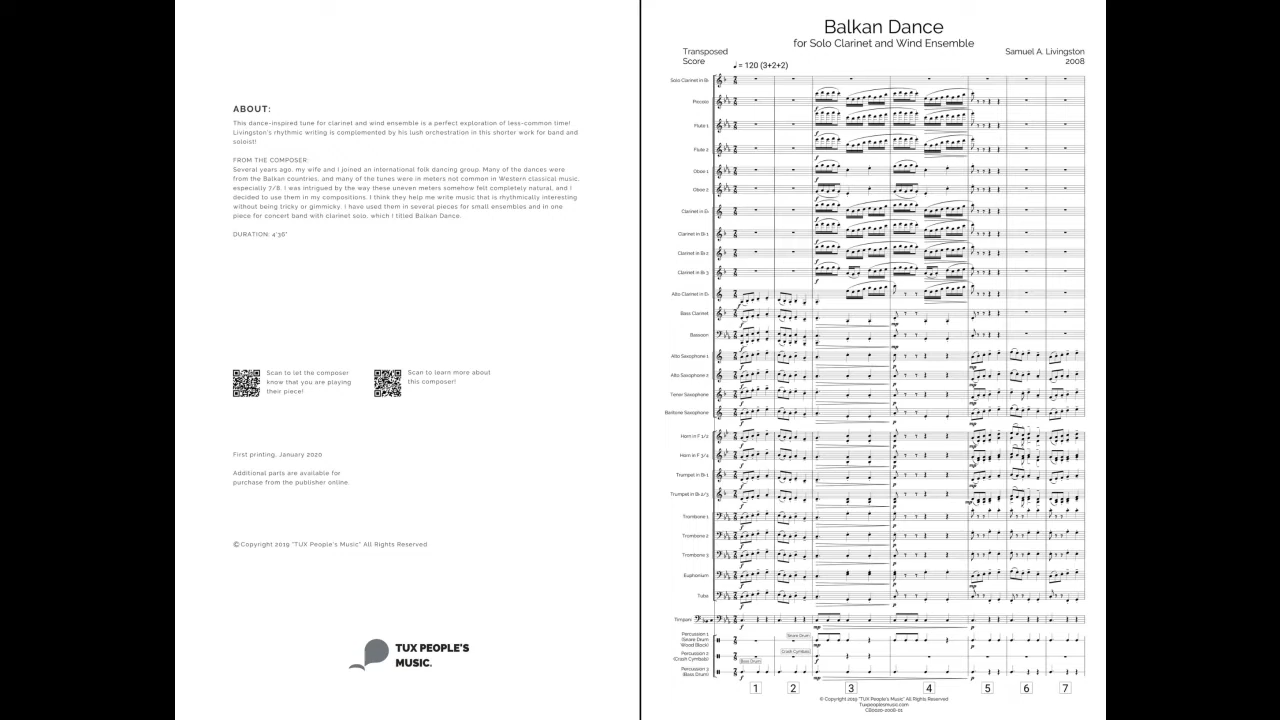 ABOUT:
This dance-inspired tune for clarinet and wind ensemble is a perfect exploration of less-common time!
Livingston's rhythmic writing is complemented by his lush orchestration in this shorter work for band and
soloist!
FROM THE COMPOSER:
Several years ago, my wife and I joined an international folk dancing group. Many of the dances were
from the Balkan countries, and many of the tunes were in meters not common in Western classical music,
especially 7/8. I was intrigued by the way these uneven meters somehow felt completely natural, and I
decided to use them in my compositions. I think they help me write music that is rhythmically interesting
without being tricky or gimmicky. I have used them in several pieces for small ensembles and in one
piece for concert band with clarinet solo, which I titled Balkan Dance.
DURATION: 4'36"
Scan to let the composer
know that you are playing
their piece!
Scan to learn more about
this composer!
First printing, January 2020
Additional parts are available for
purchase from the publisher online.
©Copyright 2019 "TUX People's Music" All Rights Reserved
TUX PEOPLE'S
MUSIC.
Balkan Dance
for Solo Clarinet and Wind Ensemble
Transposed
Score
Samuel A. Livingston
2008
♩ = 120 (3+2+2)
Solo Clarinet in B♭
Piccolo
Flute 1
Flute 2
Oboe 1
Oboe 2
Clarinet in E♭
Clarinet in B♭ 1
Clarinet in B♭ 2
Clarinet in B♭ 3
Alto Clarinet in E♭
Bass Clarinet
Bassoon
Alto Saxophone 1
Alto Saxophone 2
Tenor Saxophone
Baritone Saxophone
Horn in F 1/2
Horn in F 3/4
Trumpet in B♭ 1
Trumpet in B♭ 2/3
Trombone 1
Trombone 2
Trombone 3
Euphonium
Tuba
Timpani
Percussion 1
(Snare Drum
Wood Block)
Snare Drum
Percussion 2
(Crash Cymbals)
Crash Cymbals
Percussion 3
(Bass Drum)
Bass Drum
1 2 3 4 5 6 7
© Copyright 2019 "TUX People's Music" All Rights Reserved
Tuxpeoplesmusic.com
CB0020-2008-01